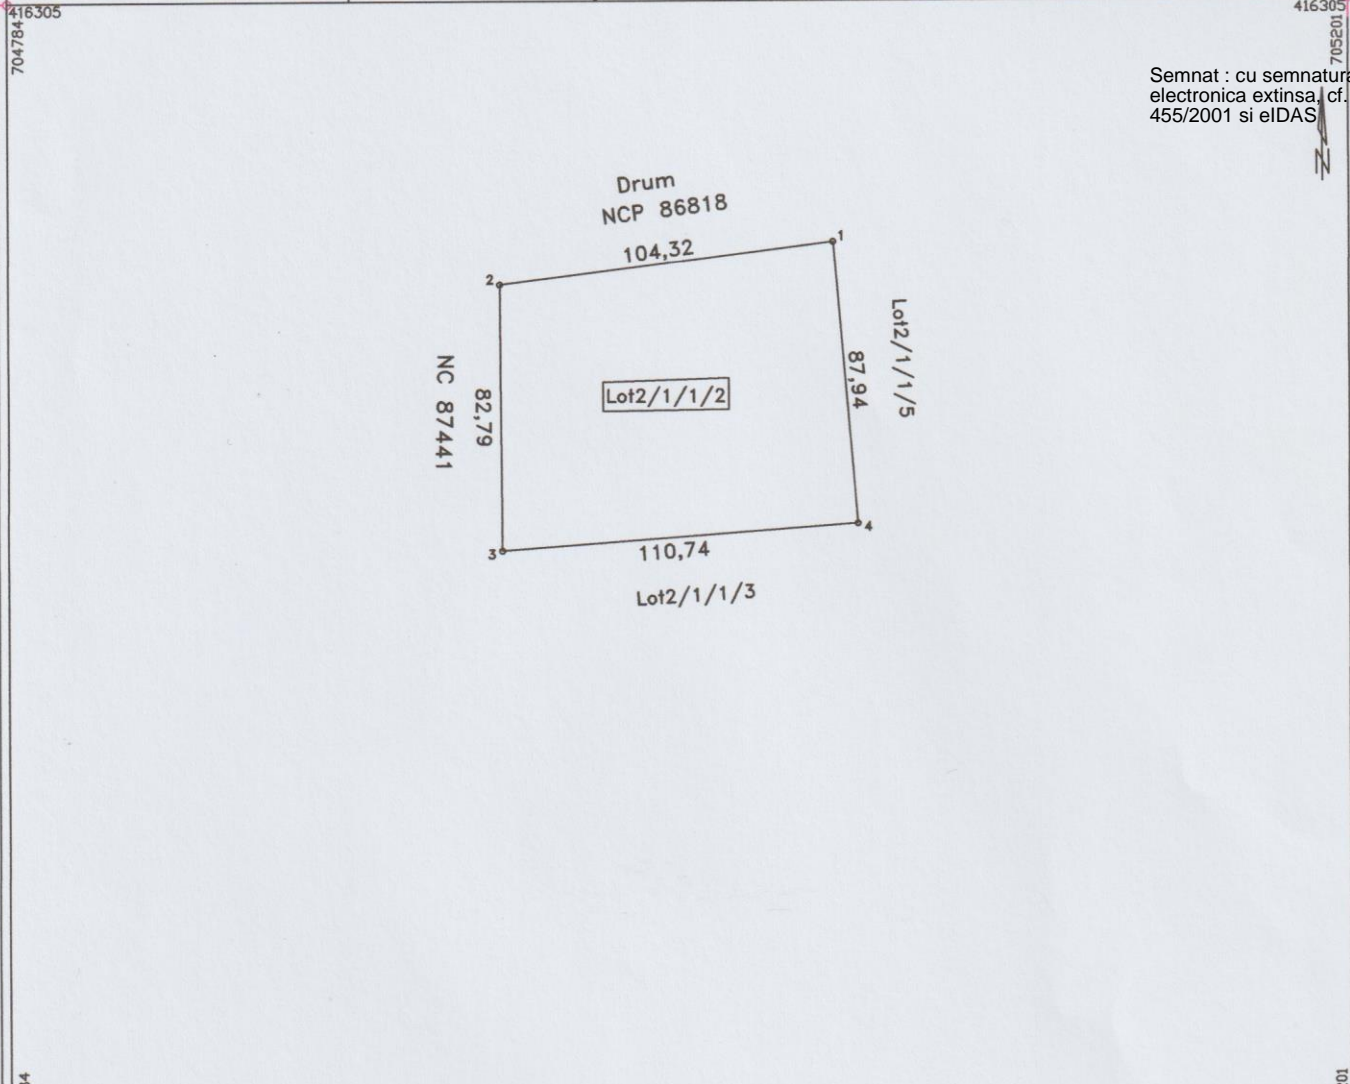 416305
416305
704784
705201
Semnat : cu semnatura
electronica extinsa, cf.
455/2001 si eIDAS
N
Drum
NCP 86818
104,32
1
2
Lot2/1/1/5
87,94
NC 87441
82,79
Lot2/1/1/2
4
3
110,74
Lot2/1/1/3